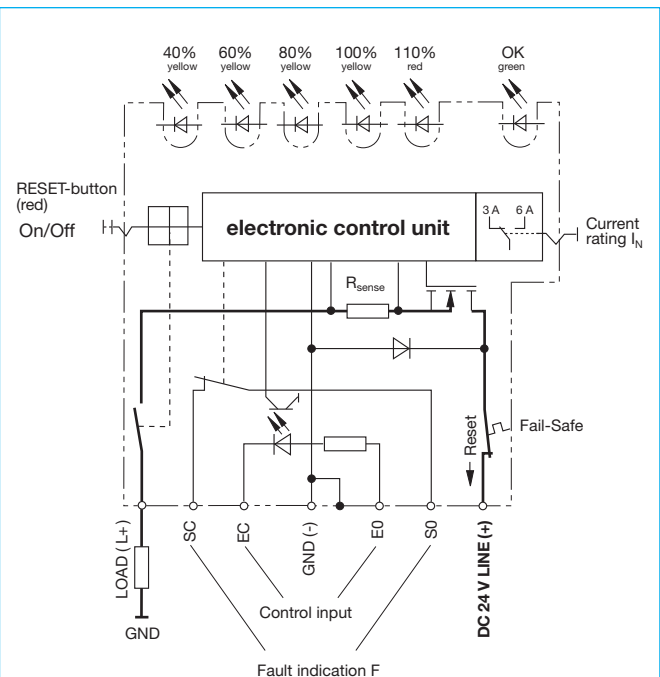 40% 60% 80% 100% 110% OK
yellow yellow yellow yellow red green
RESET-button
(red)
On/Off
electronic control unit
3 A 6 A
Current
rating I_N
R_sense
Reset
Fail-Safe
LOAD (L+)
SC
EC
GND (-)
E0
S0
DC 24 V LINE (+)
GND
Control input
Fault indication F